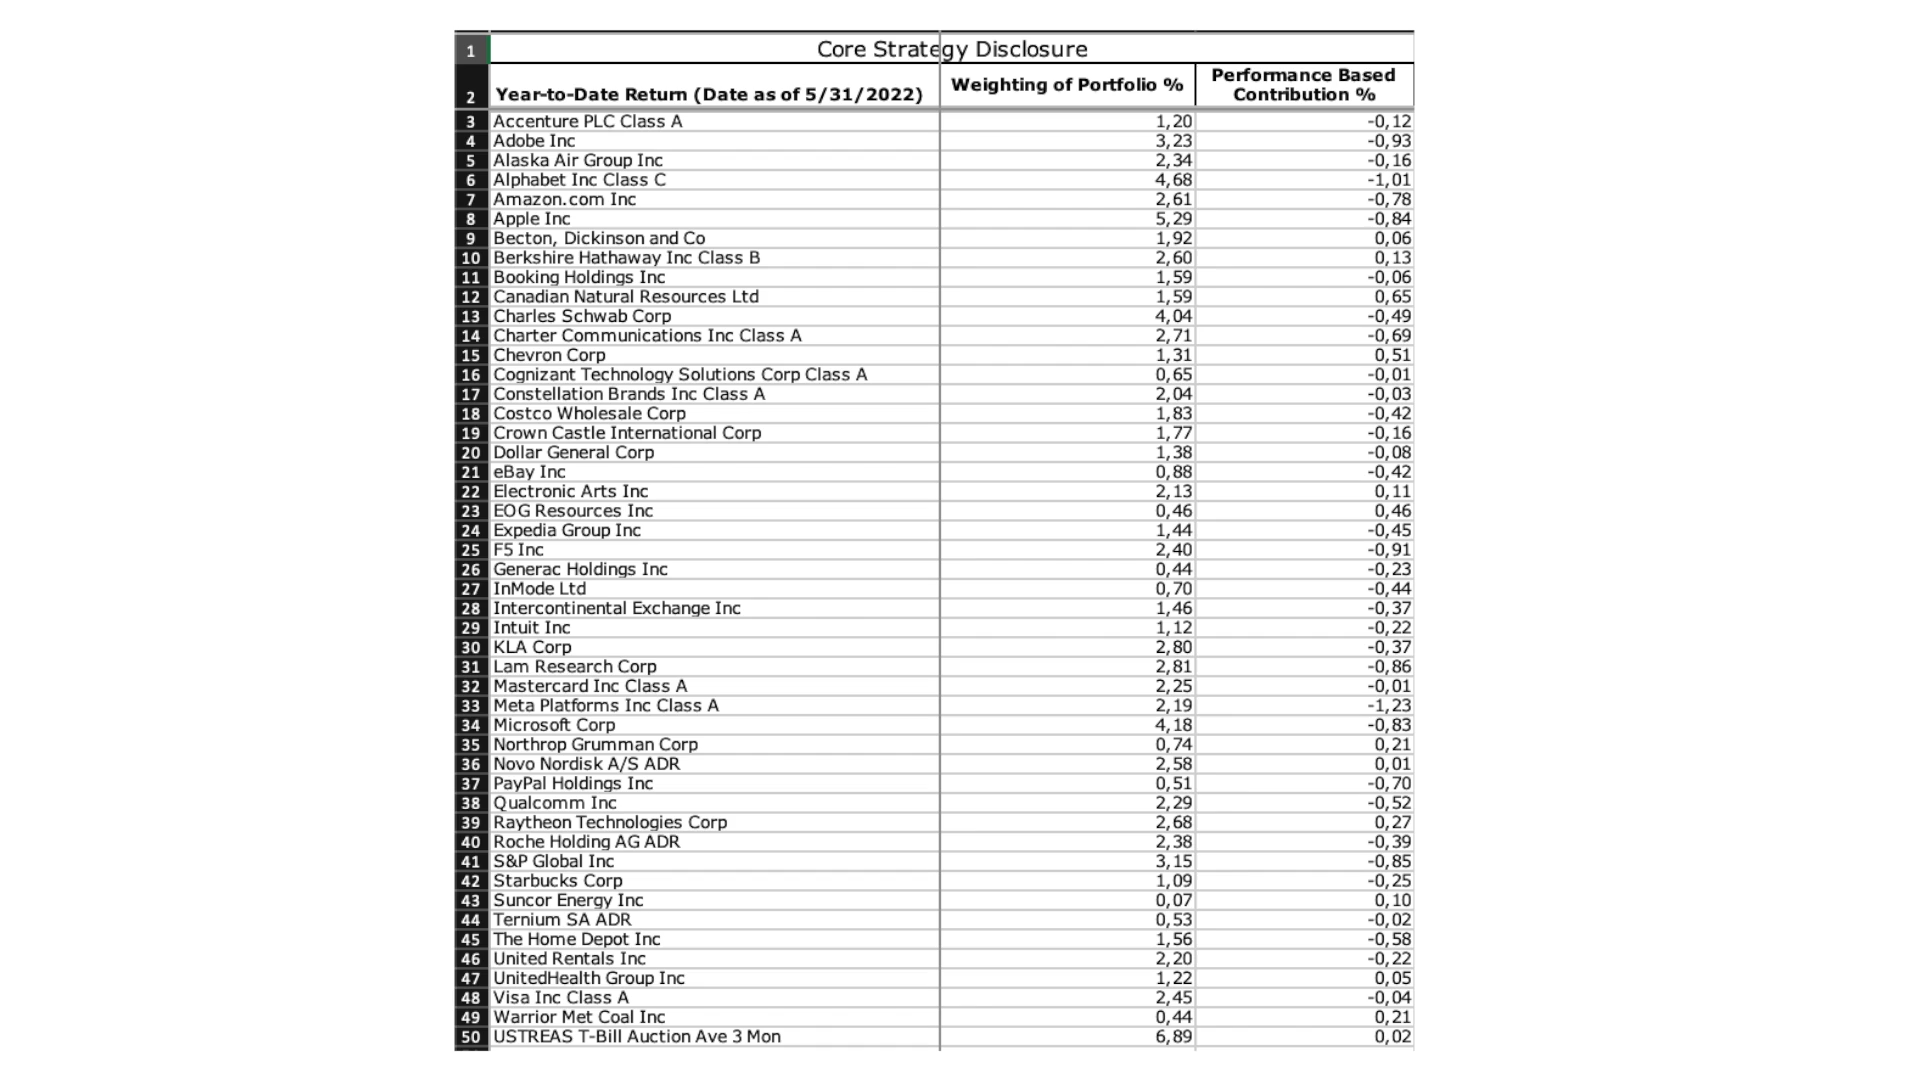 1 Core Strategy Disclosure
2 Year-to-Date Return (Date as of 5/31/2022) Weighting of Portfolio % Performance Based Contribution %
3 Accenture PLC Class A 1,20 -0,12
4 Adobe Inc 3,23 -0,93
5 Alaska Air Group Inc 2,34 -0,16
6 Alphabet Inc Class C 4,68 -1,01
7 Amazon.com Inc 2,61 -0,78
8 Apple Inc 5,29 -0,84
9 Becton, Dickinson and Co 1,92 0,06
10 Berkshire Hathaway Inc Class B 2,60 0,13
11 Booking Holdings Inc 1,59 -0,06
12 Canadian Natural Resources Ltd 1,59 0,65
13 Charles Schwab Corp 4,04 -0,49
14 Charter Communications Inc Class A 2,71 -0,69
15 Chevron Corp 1,31 0,51
16 Cognizant Technology Solutions Corp Class A 0,65 -0,01
17 Constellation Brands Inc Class A 2,04 -0,03
18 Costco Wholesale Corp 1,83 -0,42
19 Crown Castle International Corp 1,77 -0,16
20 Dollar General Corp 1,38 -0,08
21 eBay Inc 0,88 -0,42
22 Electronic Arts Inc 2,13 0,11
23 EOG Resources Inc 0,46 0,46
24 Expedia Group Inc 1,44 -0,45
25 F5 Inc 2,40 -0,91
26 Generac Holdings Inc 0,44 -0,23
27 InMode Ltd 0,70 -0,44
28 Intercontinental Exchange Inc 1,46 -0,37
29 Intuit Inc 1,12 -0,22
30 KLA Corp 2,80 -0,37
31 Lam Research Corp 2,81 -0,86
32 Mastercard Inc Class A 2,25 -0,01
33 Meta Platforms Inc Class A 2,19 -1,23
34 Microsoft Corp 4,18 -0,83
35 Northrop Grumman Corp 0,74 0,21
36 Novo Nordisk A/S ADR 2,58 0,01
37 PayPal Holdings Inc 0,51 -0,70
38 Qualcomm Inc 2,29 -0,52
39 Raytheon Technologies Corp 2,68 0,27
40 Roche Holding AG ADR 2,38 -0,39
41 S&P Global Inc 3,15 -0,85
42 Starbucks Corp 1,09 -0,25
43 Suncor Energy Inc 0,07 0,10
44 Ternium SA ADR 0,53 -0,02
45 The Home Depot Inc 1,56 -0,58
46 United Rentals Inc 2,20 -0,22
47 UnitedHealth Group Inc 1,22 0,05
48 Visa Inc Class A 2,45 -0,04
49 Warrior Met Coal Inc 0,44 0,21
50 USTREAS T-Bill Auction Ave 3 Mon 6,89 0,02